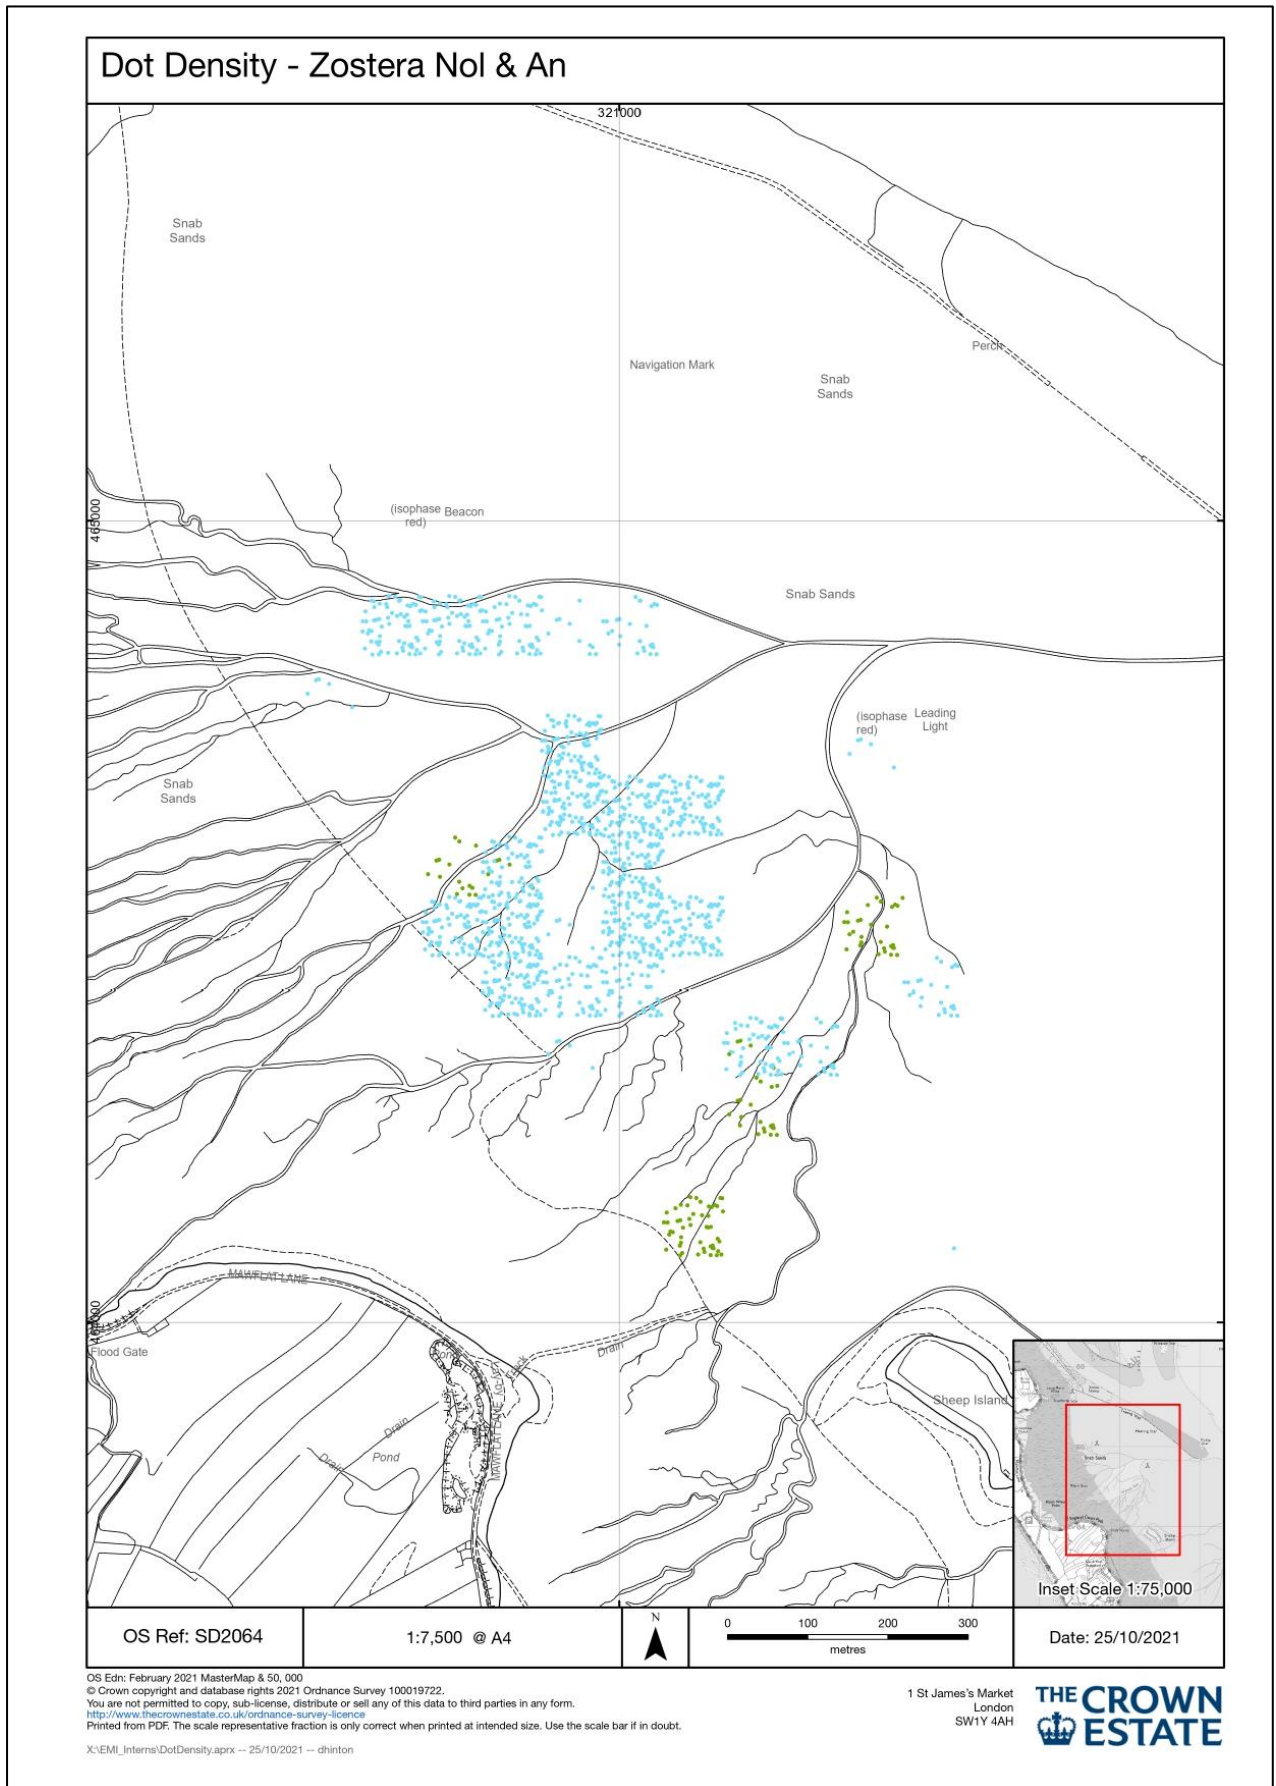 Dot Density - Zostera Nol & An
321000
Snab
Sands
Navigation Mark
Perch
Snab
Sands
465000
(isophase
red)
Beacon
Snab Sands
(isophase
red)
Leading
Light
Snab
Sands
MAWFLAT LANE
464000
Flood Gate
Drain
Track
Sheep Island
Drain
Pond
Drain
MAWFLAT LANE
Inset Scale 1:75,000
OS Ref: SD2064
1:7,500 @ A4
N
0 100 200 300
metres
Date: 25/10/2021
OS Edn: February 2021 MasterMap & 50, 000
© Crown copyright and database rights 2021 Ordnance Survey 100019722.
You are not permitted to copy, sub-license, distribute or sell any of this data to third parties in any form.
http://www.thecrownestate.co.uk/ordnance-survey-licence
Printed from PDF. The scale representative fraction is only correct when printed at intended size. Use the scale bar if in doubt.
X:\EMI_Interns\DotDensity.aprx -- 25/10/2021 -- dhinton
1 St James's Market
London
SW1Y 4AH
THE CROWN
ESTATE